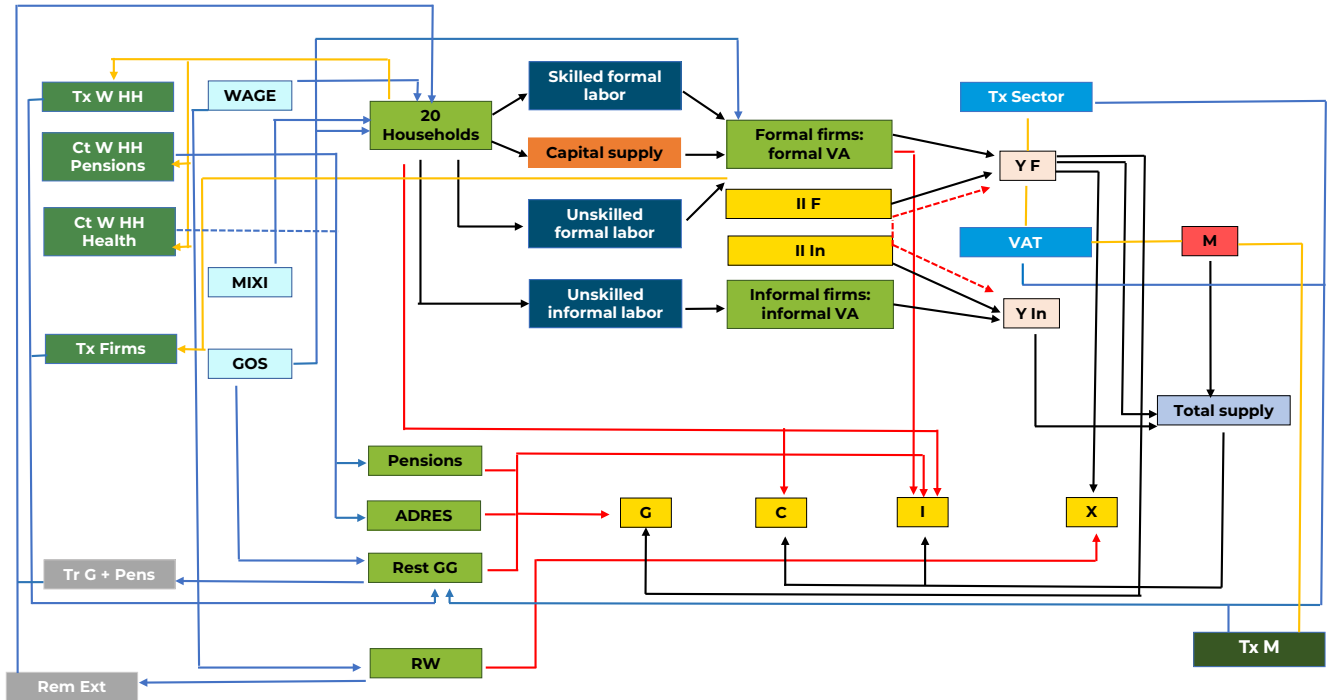 Tx W HH
Ct W HH
Pensions
Ct W HH
Health
Tx Firms
WAGE
MIXI
GOS
20
Households
Skilled formal
labor
Capital supply
Unskilled
formal labor
Unskilled
informal labor
Formal firms:
formal VA
II F
II In
Informal firms:
informal VA
Tx Sector
Y F
VAT
M
Y In
Total supply
Pensions
ADRES
Rest GG
RW
G
C
I
X
Tr G + Pens
Rem Ext
Tx M